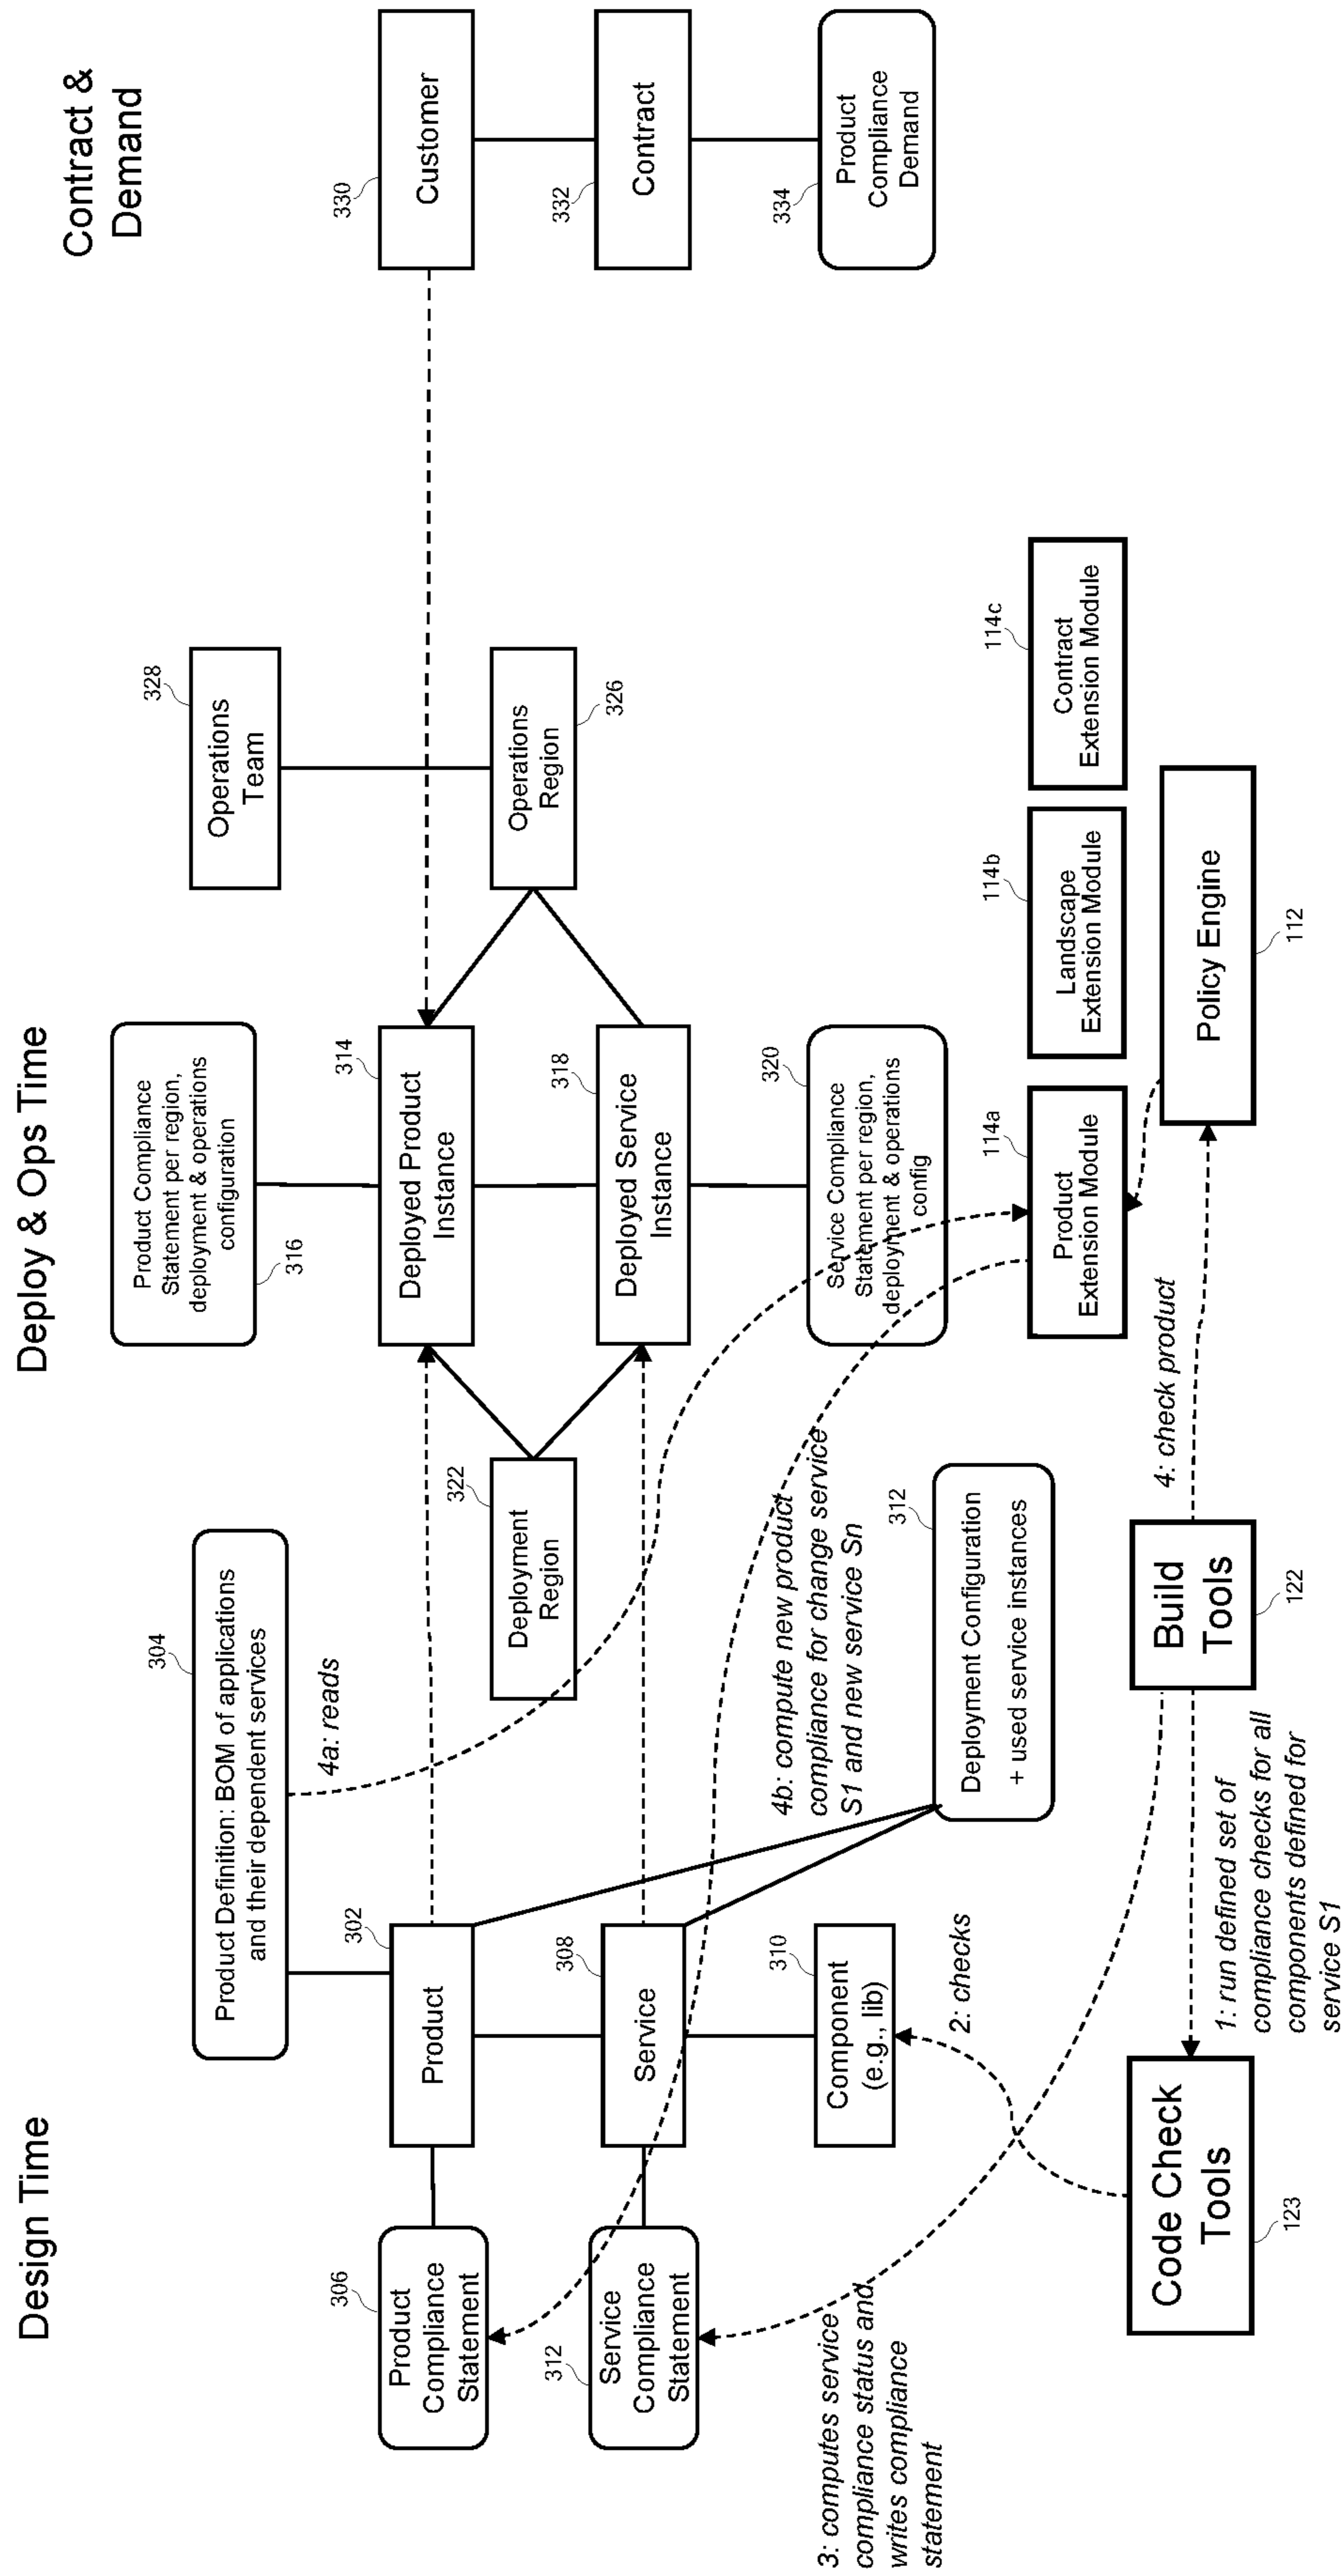 Design Time
Deploy & Ops Time
Contract &
Demand
304
Product Definition: BOM of applications
and their dependent services
4a: reads
306
Product
Compliance
Statement
302
Product
312
Service
Compliance
Statement
308
Service
310
Component
(e.g., lib)
2: checks
3: computes service
compliance status and
writes compliance
statement
Code Check
Tools
123
1: run defined set of
compliance checks for all
components defined for
service S1
Build
Tools
122
4: check product
312
Deployment Configuration
+ used service instances
4b: compute new product
compliance for change service
S1 and new service Sn
322
Deployment
Region
Product Compliance
Statement per region,
deployment & operations
configuration
316
314
Deployed Product
Instance
318
Deployed Service
Instance
320
Service Compliance
Statement per region,
deployment & operations
config
328
Operations
Team
Operations
Region
326
114a
Product
Extension Module
114b
Landscape
Extension Module
114c
Contract
Extension Module
Policy Engine
112
330
Customer
332
Contract
334
Product
Compliance
Demand